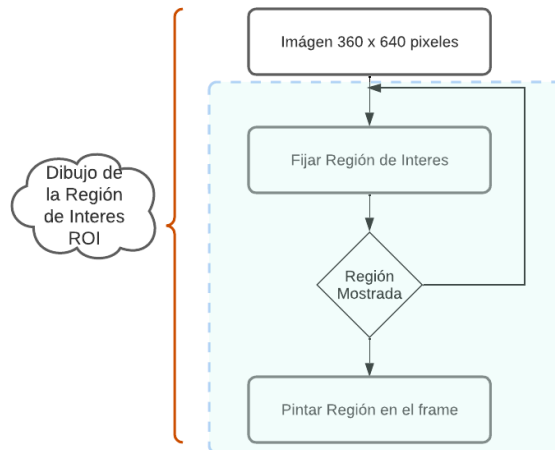 Imágen 360 x 640 pixeles
Dibujo de
la Región
de Interes
ROI
Fijar Región de Interes
Región
Mostrada
Pintar Región en el frame